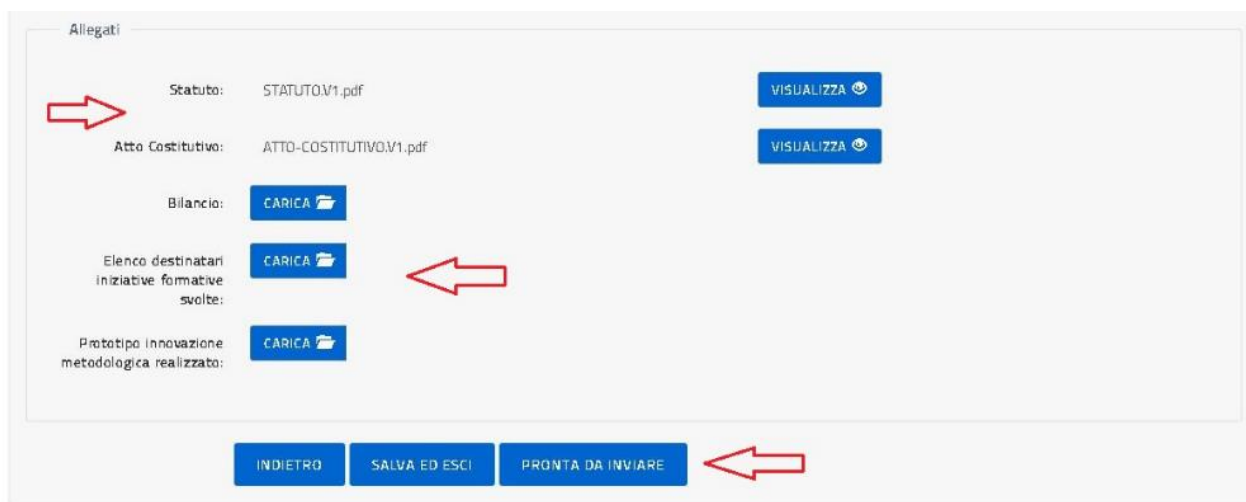 Allegati
Statuto: STATUTO.V1.pdf VISUALIZZA
Atto Costitutivo: ATTO-COSTITUTIVO.V1.pdf VISUALIZZA
Bilancio: CARICA
Elenco destinatari CARICA
iniziative formative
svolte:
Prototipo innovazione CARICA
metodologica realizzato:
INDIETRO SALVA ED ESCI PRONTA DA INVIARE